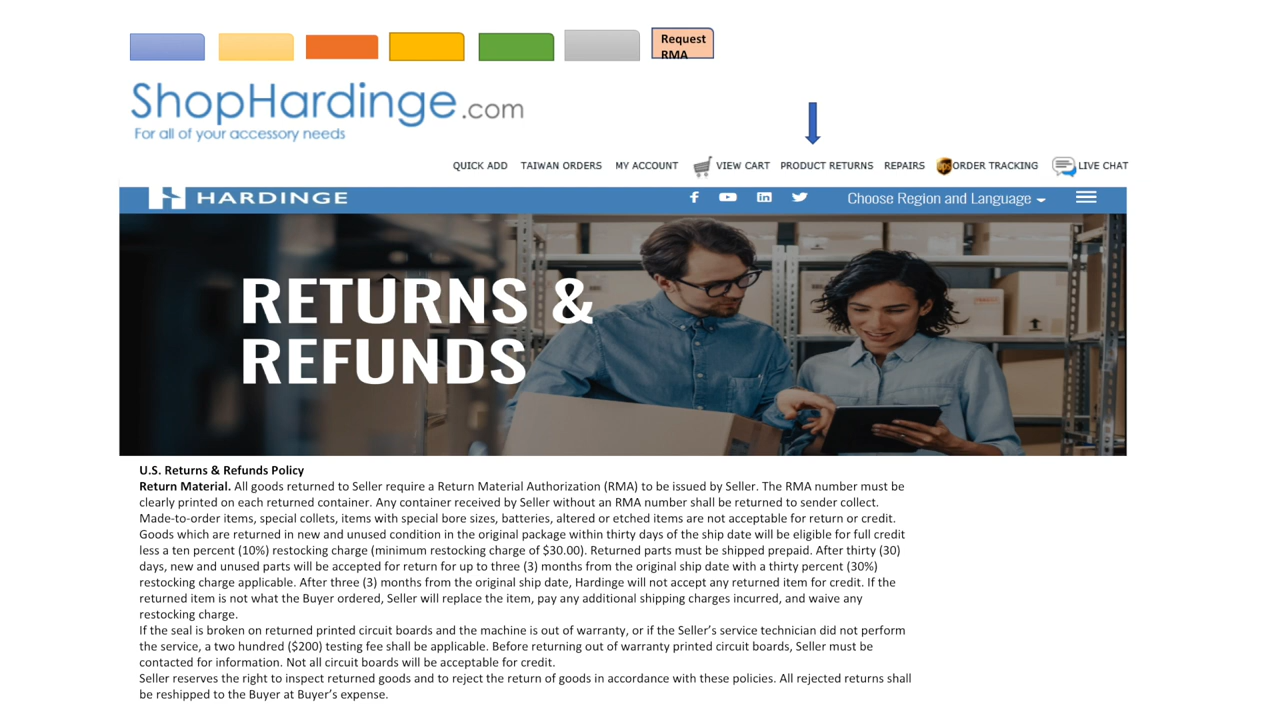 Request
RMA
ShopHardinge.com
For all of your accessory needs
QUICK ADD TAIWAN ORDERS MY ACCOUNT VIEW CART PRODUCT RETURNS REPAIRS ORDER TRACKING LIVE CHAT
HARDINGE Choose Region and Language
RETURNS &
REFUNDS
U.S. Returns & Refunds Policy
Return Material. All goods returned to Seller require a Return Material Authorization (RMA) to be issued by Seller. The RMA number must be
clearly printed on each returned container. Any container received by Seller without an RMA number shall be returned to sender collect.
Made-to-order items, special collets, items with special bore sizes, batteries, altered or etched items are not acceptable for return or credit.
Goods which are returned in new and unused condition in the original package within thirty days of the ship date will be eligible for full credit
less a ten percent (10%) restocking charge (minimum restocking charge of $30.00). Returned parts must be shipped prepaid. After thirty (30)
days, new and unused parts will be accepted for return for up to three (3) months from the original ship date with a thirty percent (30%)
restocking charge applicable. After three (3) months from the original ship date, Hardinge will not accept any returned item for credit. If the
returned item is not what the Buyer ordered, Seller will replace the item, pay any additional shipping charges incurred, and waive any
restocking charge.
If the seal is broken on returned printed circuit boards and the machine is out of warranty, or if the Seller's service technician did not perform
the service, a two hundred ($200) testing fee shall be applicable. Before returning out of warranty printed circuit boards, Seller must be
contacted for information. Not all circuit boards will be acceptable for credit.
Seller reserves the right to inspect returned goods and to reject the return of goods in accordance with these policies. All rejected returns shall
be reshipped to the Buyer at Buyer's expense.